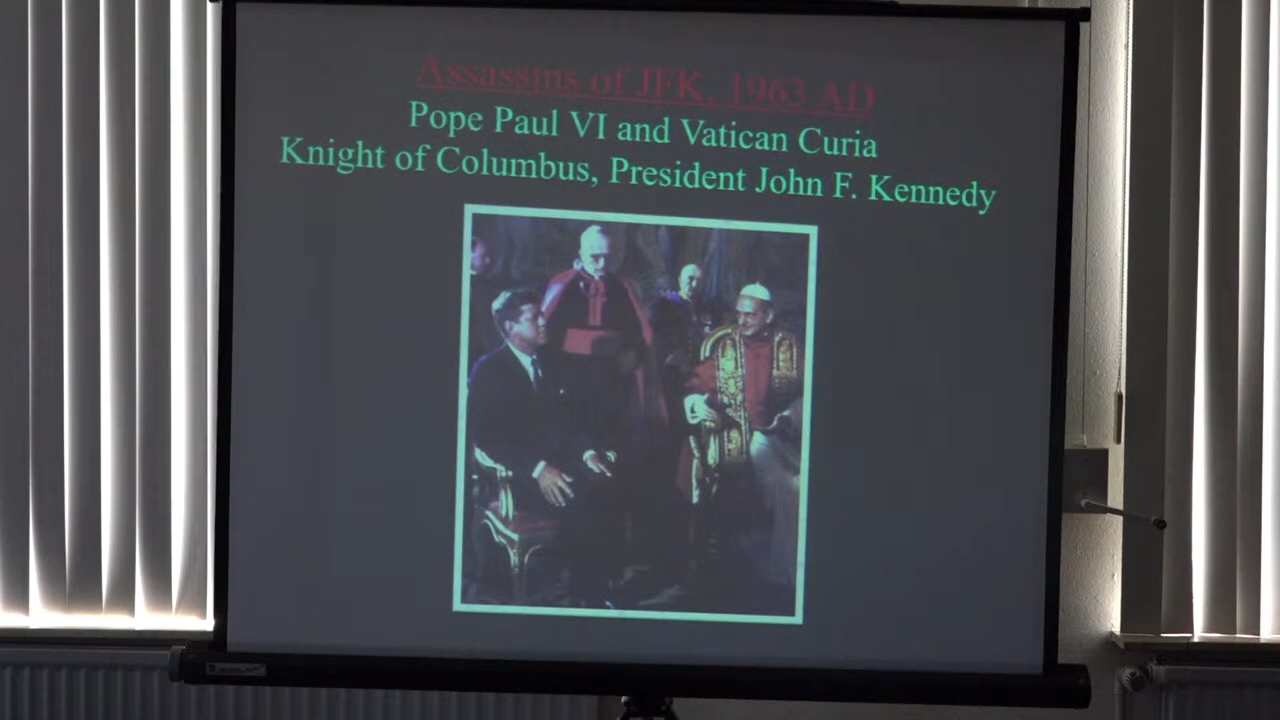 Assassins of JFK, 1963 AD
Pope Paul VI and Vatican Curia
Knight of Columbus, President John F. Kennedy